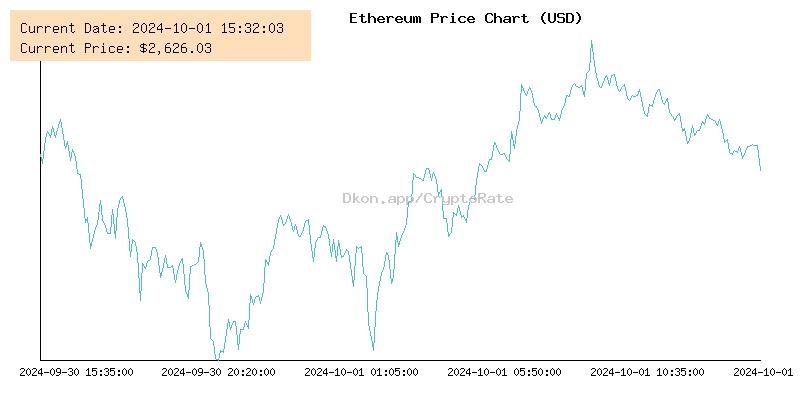 Ethereum Price Chart (USD)
Current Date: 2024-10-01 15:32:03
Current Price: $2,626.03
Dkon.app/CryptoRate
2024-09-30 15:35:00 2024-09-30 20:20:00 2024-10-01 01:05:00 2024-10-01 05:50:00 2024-10-01 10:35:00 2024-10-01